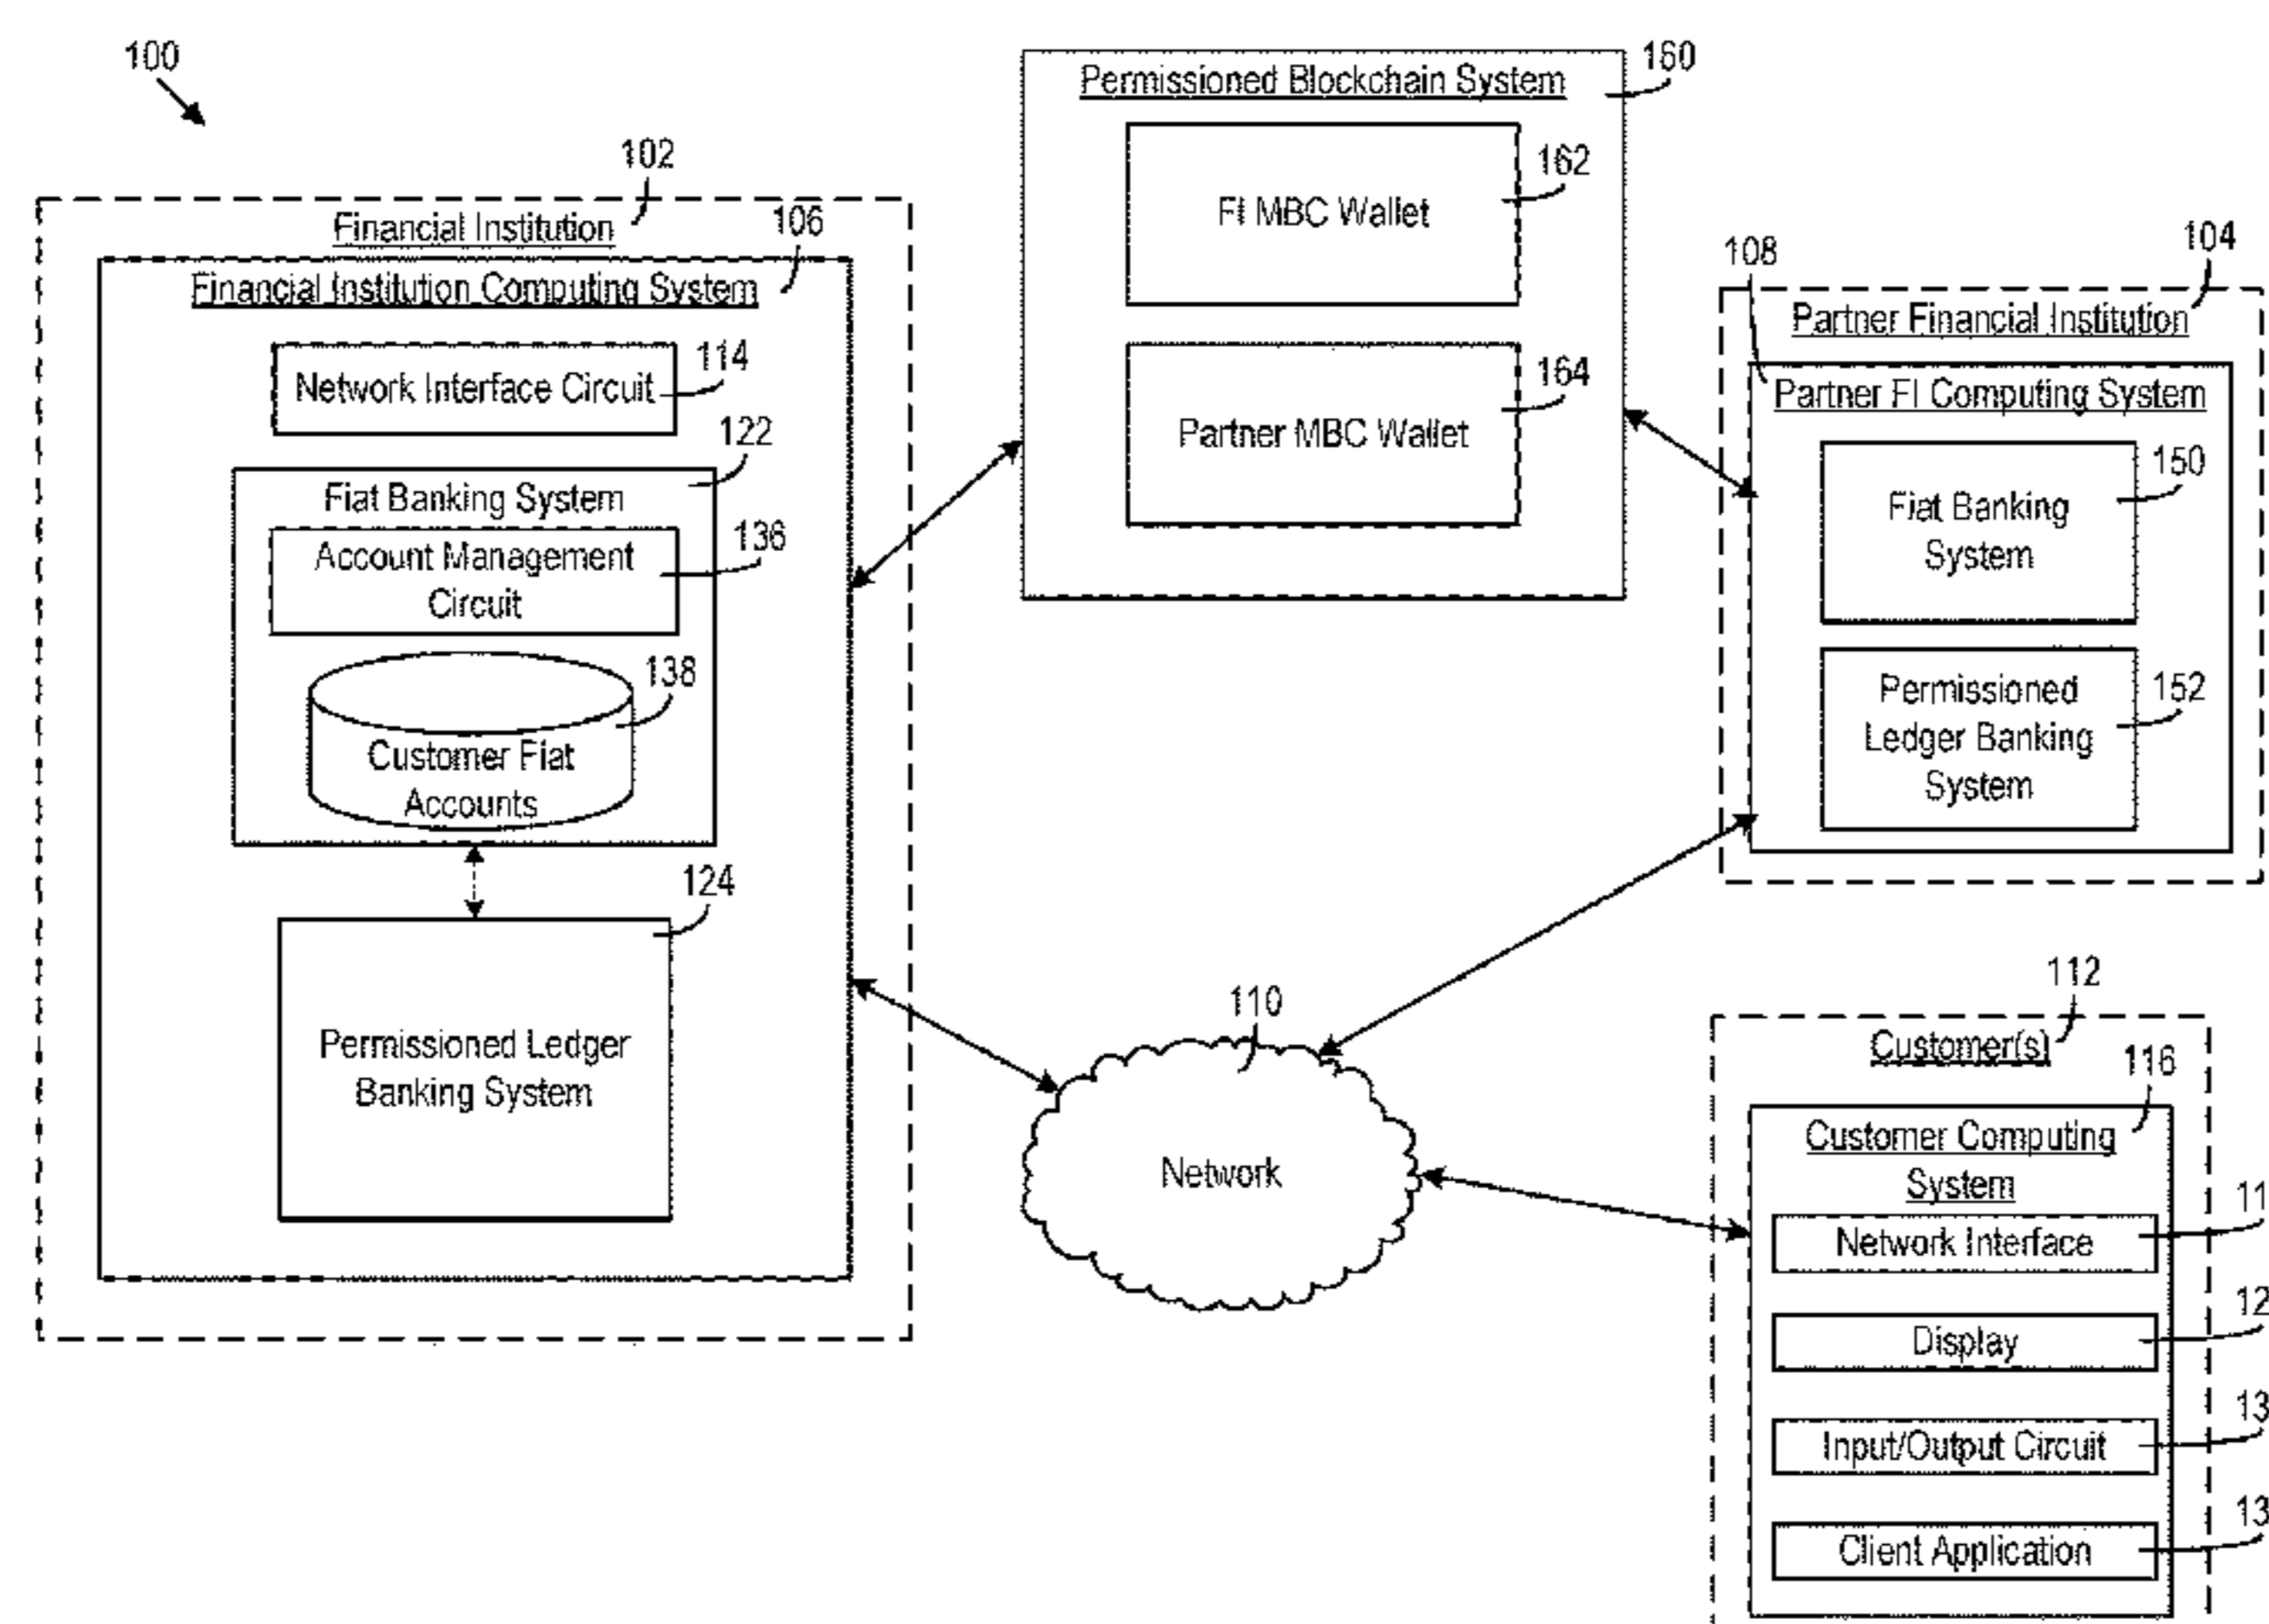 100
102
Financial Institution
106
Financial Institution Computing System
Network Interface Circuit
114
122
Fiat Banking System
Account Management
Circuit
136
138
Customer Fiat
Accounts
124
Permissioned Ledger
Banking System
Permissioned Blockchain System
160
FI MBC Wallet
162
Partner MBC Wallet
164
104
Partner Financial Institution
108
Partner FI Computing System
Fiat Banking
System
150
Permissioned
Ledger Banking
System
152
110
Network
112
Customer(s)
116
Customer Computing
System
Network Interface
11
Display
12
Input/Output Circuit
13
Client Application
13